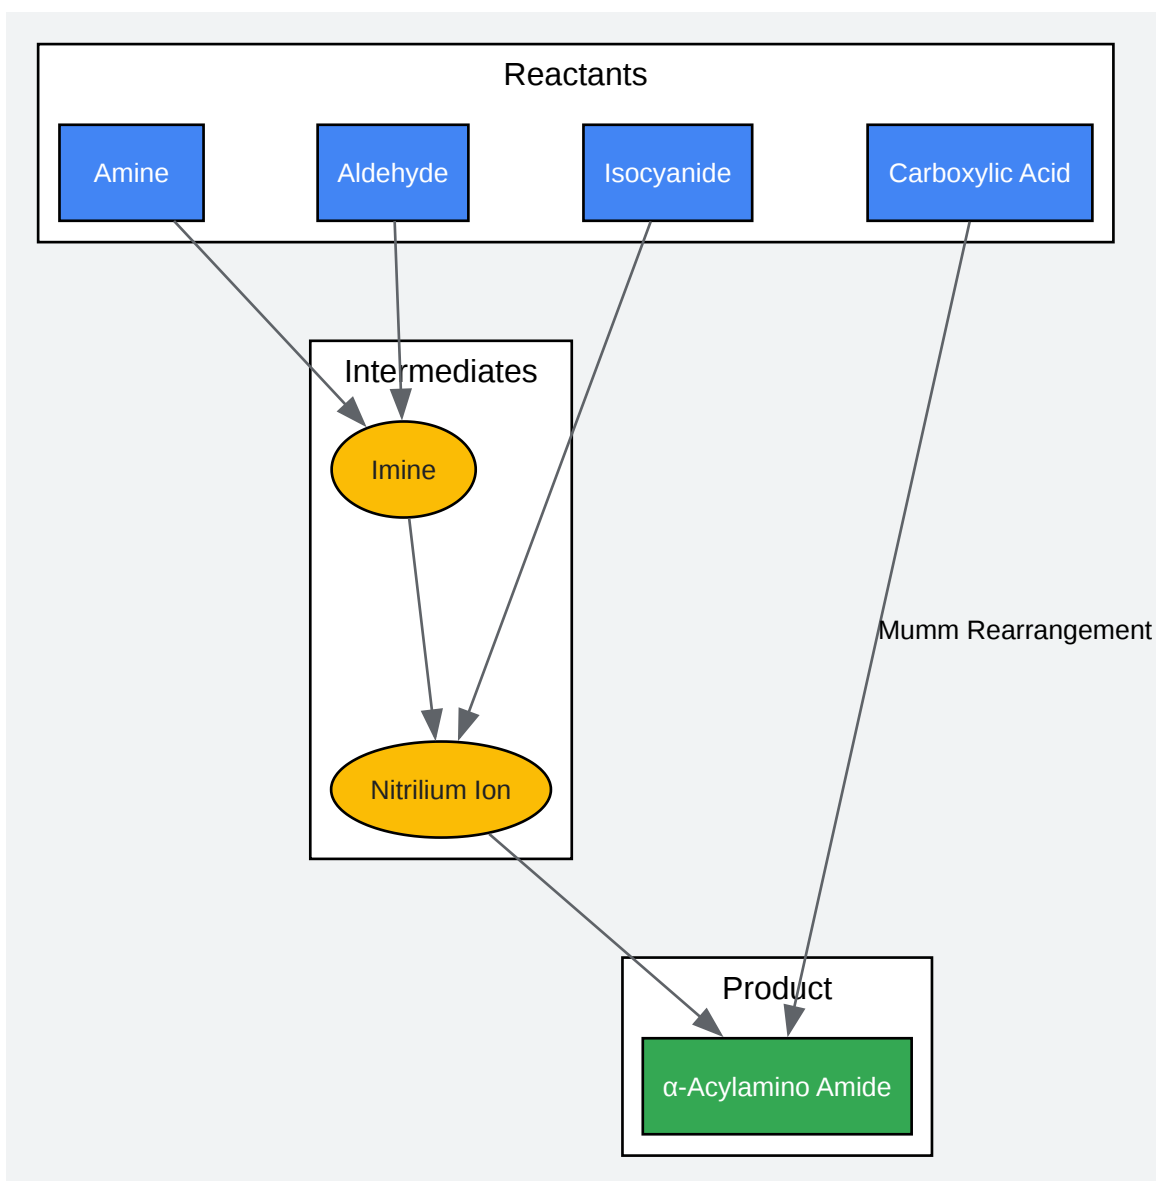 Reactants
Amine
Aldehyde
Isocyanide
Carboxylic Acid
Intermediates
Imine
Mumm Rearrangement
Nitrilium Ion
Product
α-Acylamino Amide